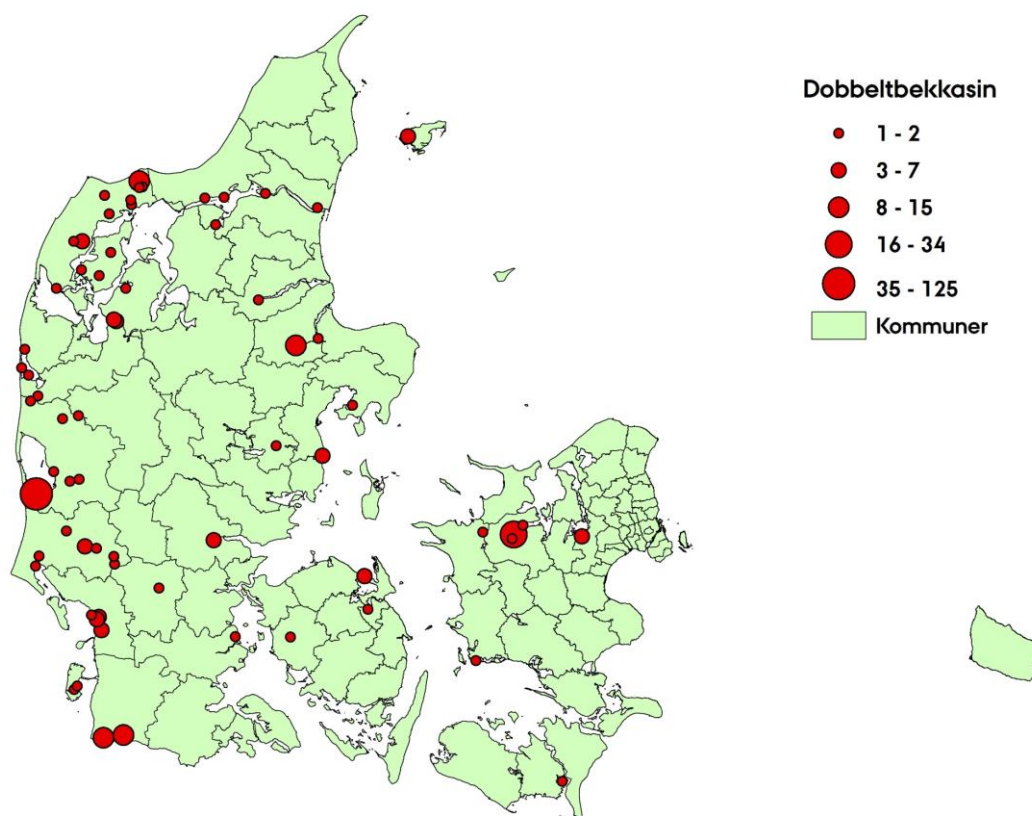 Dobbeltbekkasin
1 - 2
3 - 7
8 - 15
16 - 34
35 - 125
Kommuner